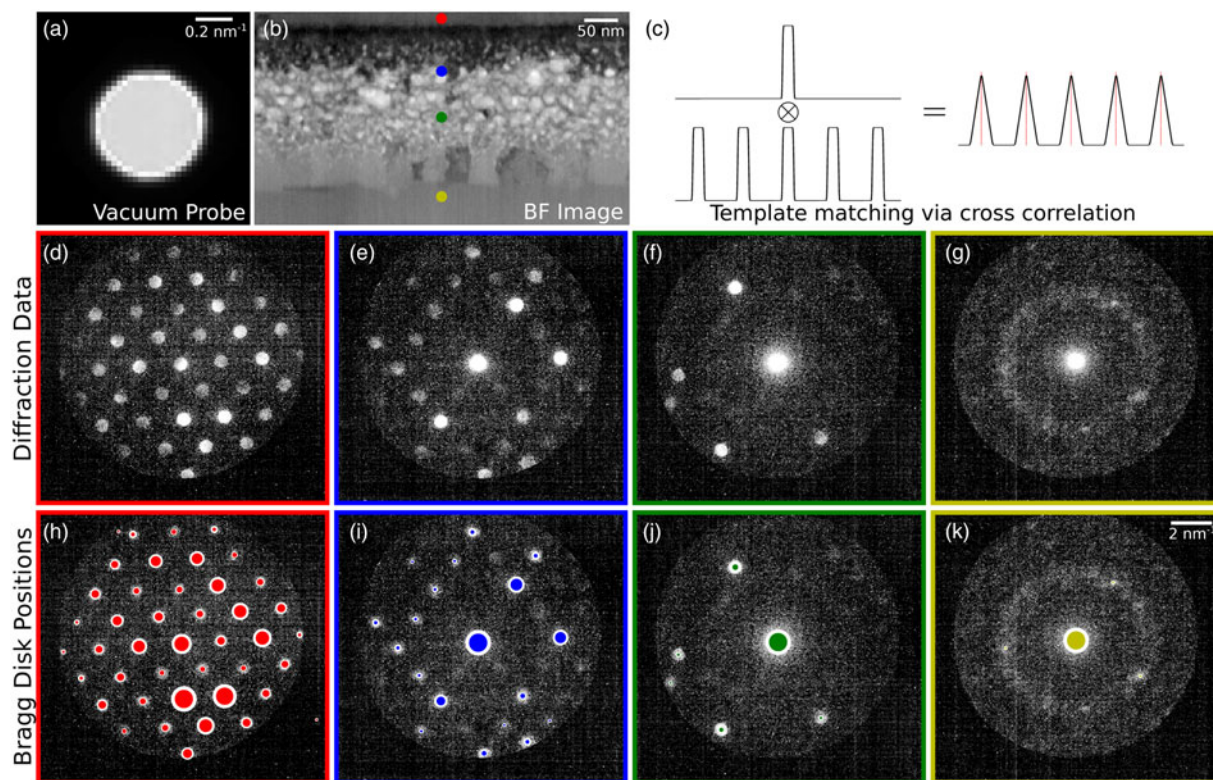 (a)
0.2 nm⁻¹
Vacuum Probe
(b)
50 nm
BF Image
(c)
=
Template matching via cross correlation
Diffraction Data
(d)
(e)
(f)
(g)
Bragg Disk Positions
(h)
(i)
(j)
(k)
2 nm⁻¹